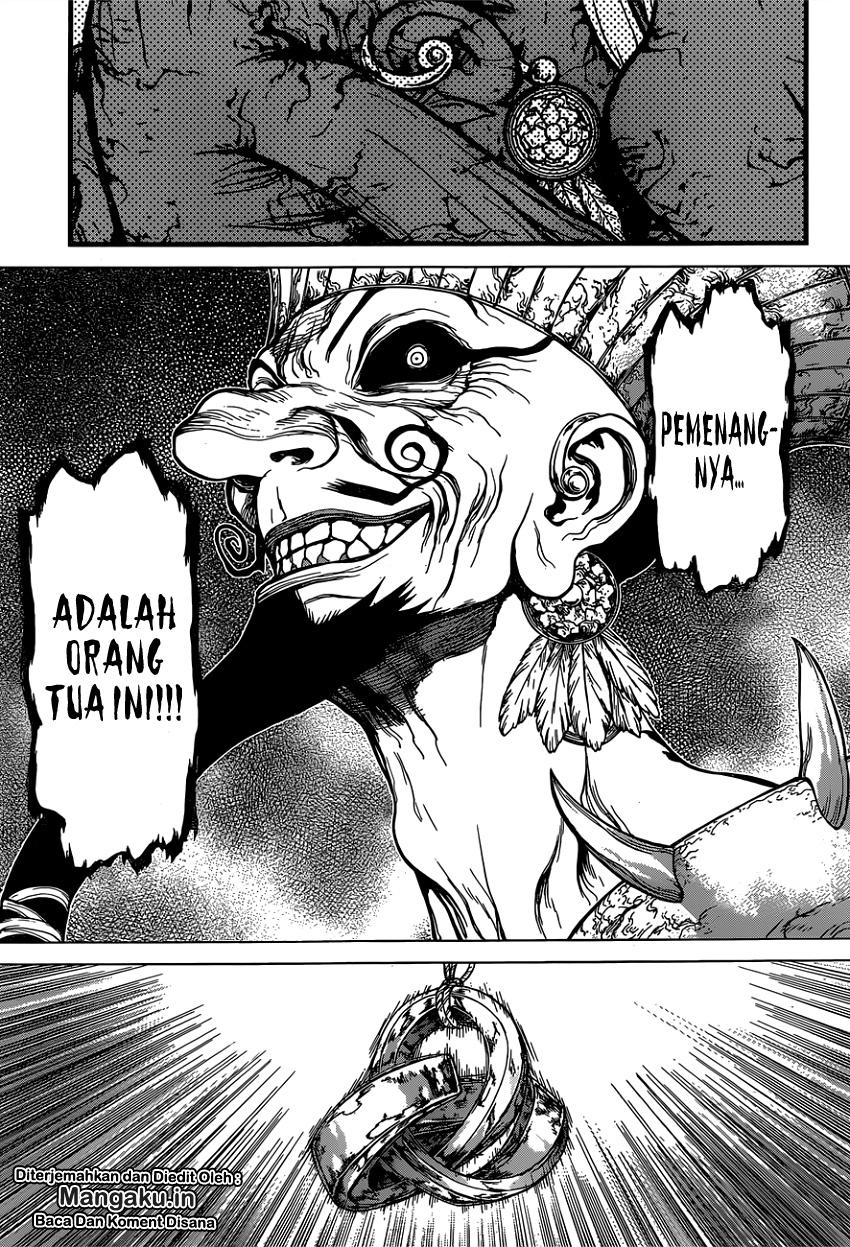 PEMENANG-
NYA...
ADALAH
ORANG
TUA INI!!!
Diterjemahkan dan Diedit Oleh :
Mangaku.in
Baca Dan Koment Disana